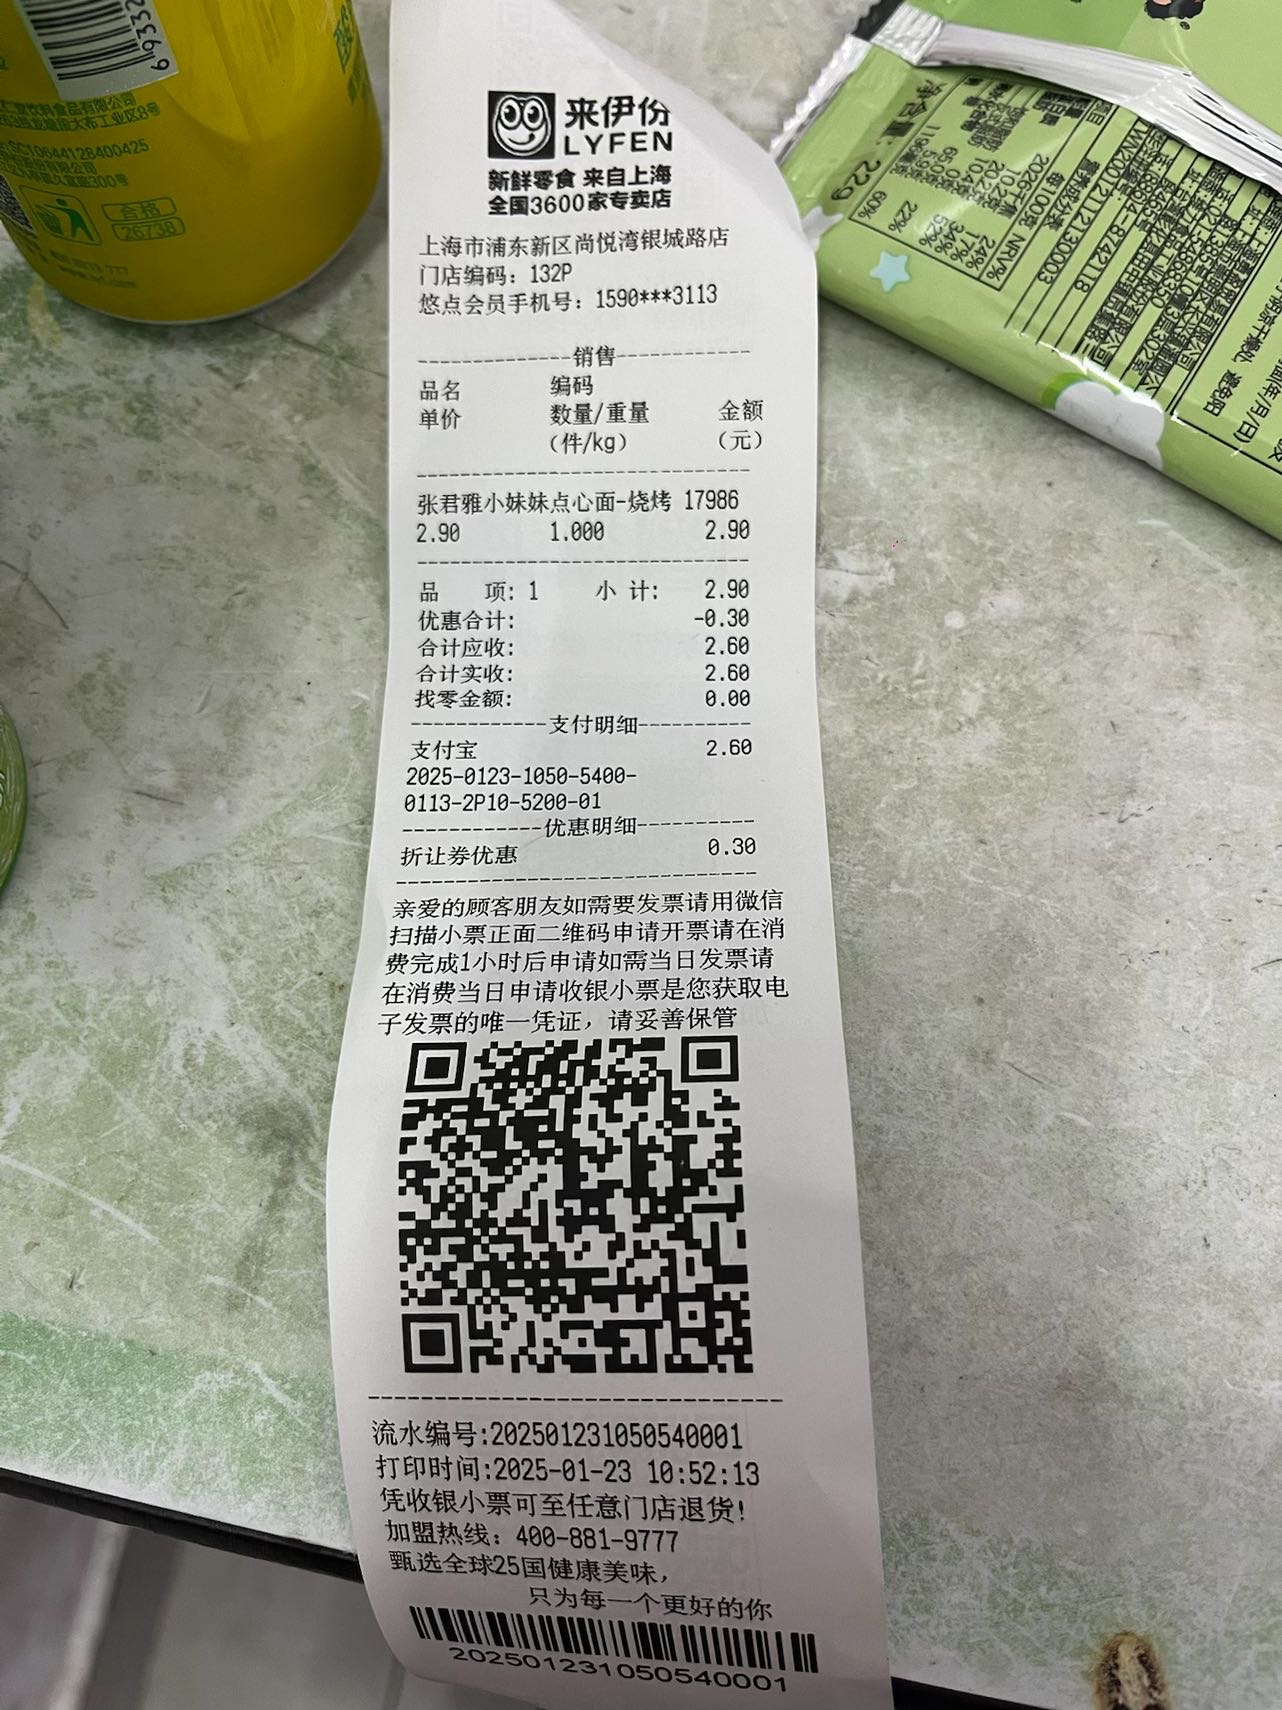 来伊份
LYFEN
新鲜零食 来自上海
全国3600家专卖店
上海市浦东新区尚悦湾银城路店
门店编码：132P
悠点会员手机号：1590***3113
--------------销售------------
品名 编码
单价 数量/重量 金额
（件/kg） （元）
张君雅小妹妹点心面-烧烤 17986
2.90 1.000 2.90
品 项: 1 小 计: 2.90
优惠合计: -0.30
合计应收: 2.60
合计实收: 2.60
找零金额: 0.00
------------支付明细----------
支付宝 2.60
2025-0123-1050-5400-
0113-2P10-5200-01
------------优惠明细----------
折让券优惠 0.30
亲爱的顾客朋友如需要发票请用微信
扫描小票正面二维码申请开票请在消
费完成1小时后申请如需当日发票请
在消费当日申请收银小票是您获取电
子发票的唯一凭证，请妥善保管
流水编号:202501231050540001
打印时间:2025-01-23 10:52:13
凭收银小票可至任意门店退货!
加盟热线：400-881-9777
甄选全球25国健康美味，
只为每一个更好的你
202501231050540001
合格
26738
SC10644128400425